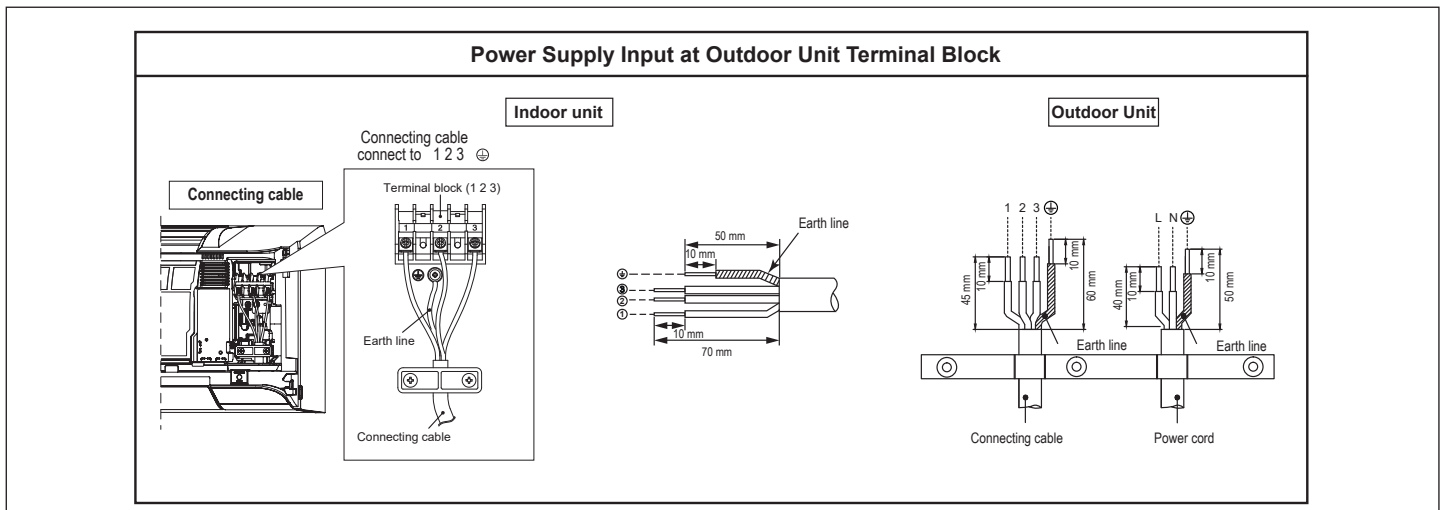 Power Supply Input at Outdoor Unit Terminal Block
Indoor unit
Outdoor Unit
Connecting cable
connect to 1 2 3 ⏚
Connecting cable
Terminal block (1 2 3)
1 2 3
⏚
Earth line
Connecting cable
Earth line
50 mm
10 mm
⏚
③
②
①
10 mm
70 mm
1 2 3 ⏚
45 mm
10 mm
10 mm
60 mm
Earth line
Connecting cable
L N ⏚
40 mm
10 mm
10 mm
50 mm
Earth line
Power cord